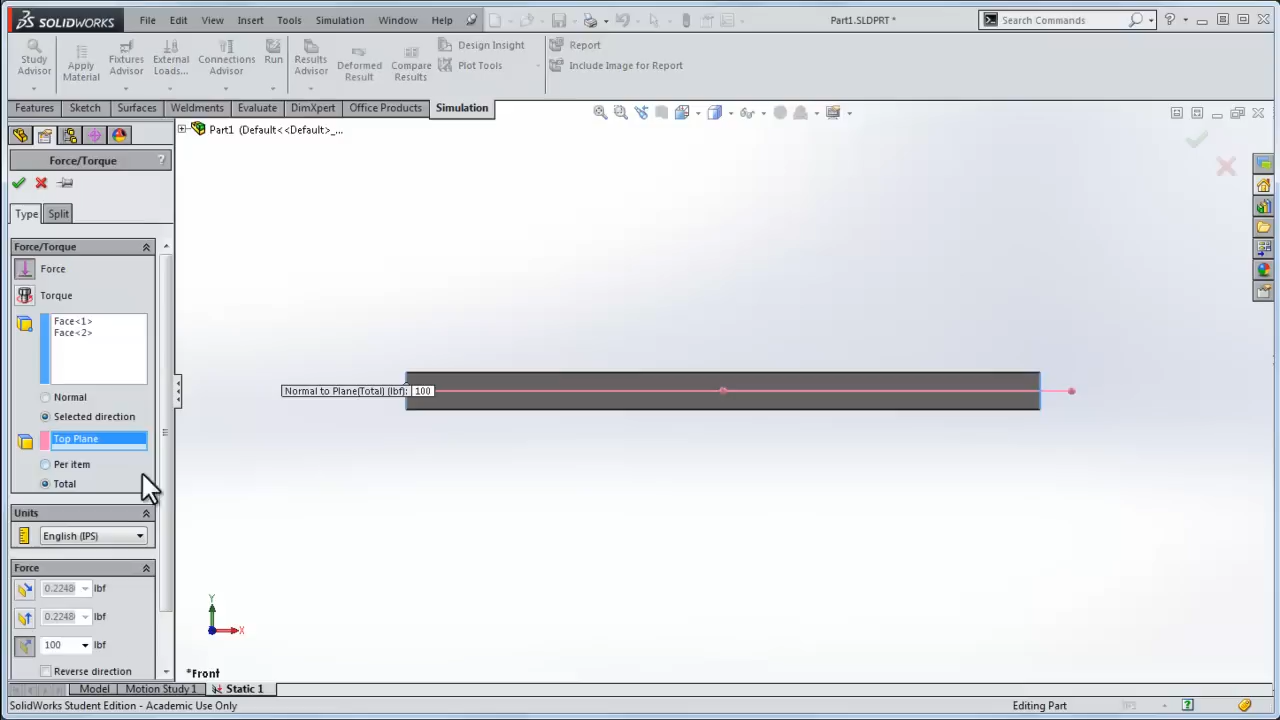 SOLIDWORKS File Edit View Insert Tools Simulation Window Help Part1.SLDPRT * Search Commands
Study Advisor
Apply Material
Fixtures Advisor
External Loads...
Connections Advisor
Run
Results Advisor
Deformed Result
Compare Results
Design Insight
Plot Tools
Report
Include Image for Report
Features Sketch Surfaces Weldments Evaluate DimXpert Office Products Simulation
Part1 (Default<<Default>_...
Force/Torque ?
Type Split
Force/Torque
Force
Torque
Face<1>
Face<2>
Normal
Selected direction
Top Plane
Per item
Total
Units
English (IPS)
Force
0.2248 lbf
0.2248 lbf
100 lbf
Reverse direction
Normal to Plane(Total) (lbf): 100
Y
X
*Front
Model Motion Study 1 Static 1
SolidWorks Student Edition - Academic Use Only Editing Part IPS